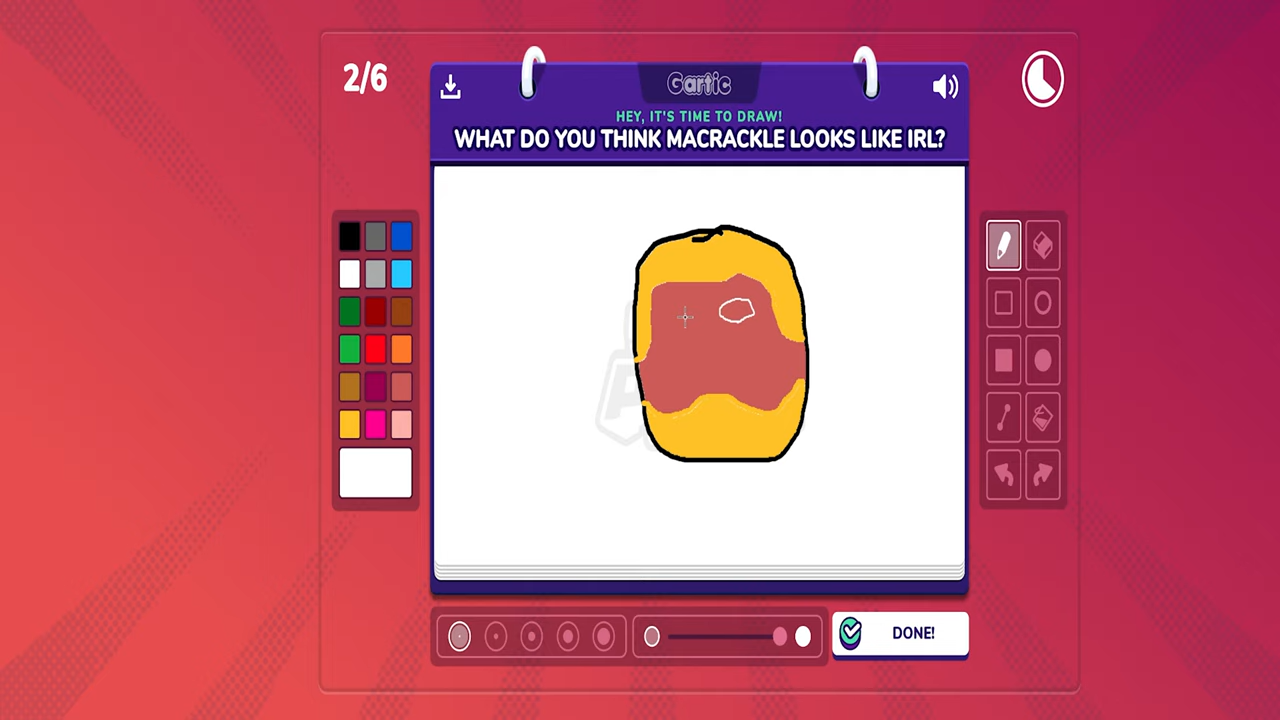 2/6
Gartic
HEY, IT'S TIME TO DRAW!
WHAT DO YOU THINK MACRACKLE LOOKS LIKE IRL?
DONE!